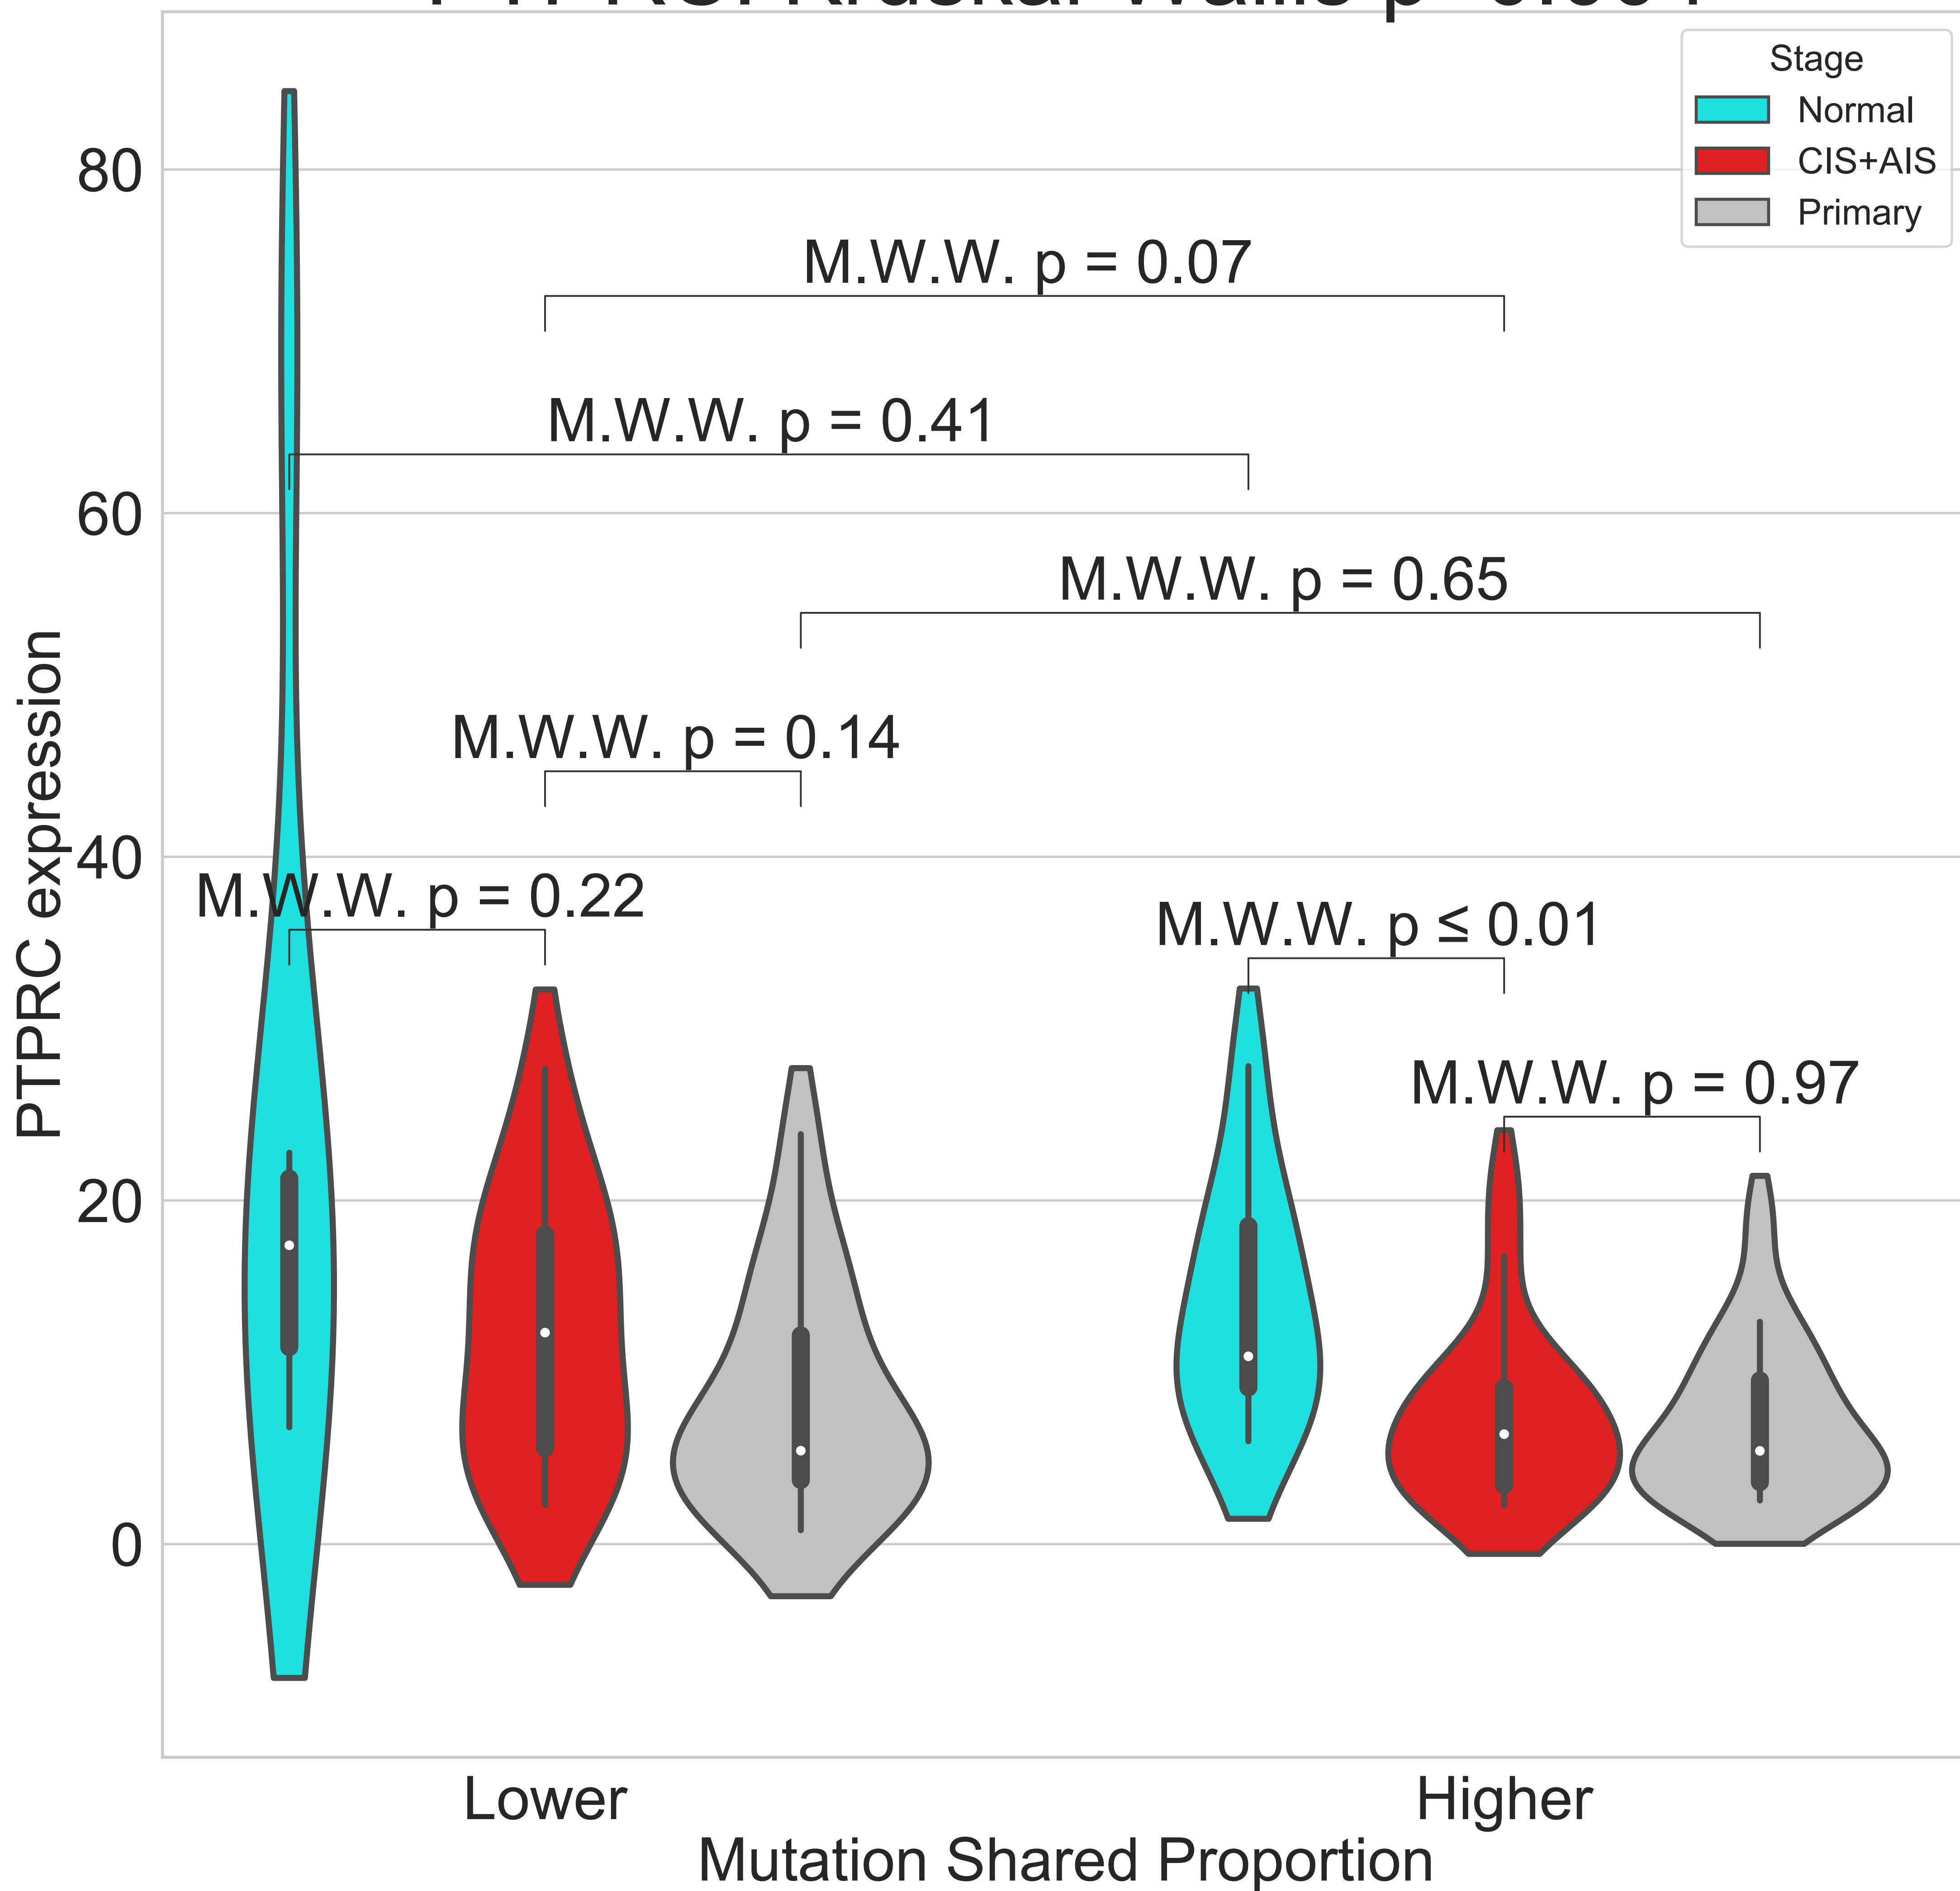 Stage
Normal
CIS+AIS
Primary
80
60
40
20
0
PTPRC expression
M.W.W. p = 0.07
M.W.W. p = 0.41
M.W.W. p = 0.65
M.W.W. p = 0.14
M.W.W. p = 0.22
M.W.W. p ≤ 0.01
M.W.W. p = 0.97
Lower
Higher
Mutation Shared Proportion